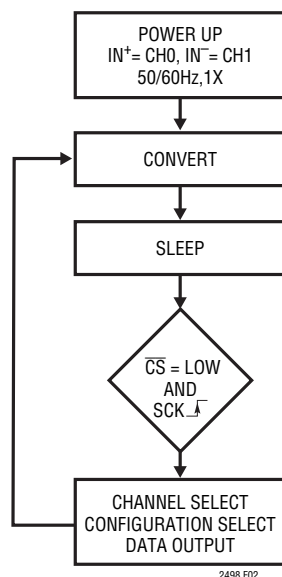 POWER UP
IN⁺= CH0, IN⁻= CH1
50/60Hz,1X
CONVERT
SLEEP
C̅S̅ = LOW
AND
SCK
CHANNEL SELECT
CONFIGURATION SELECT
DATA OUTPUT
2498 F02